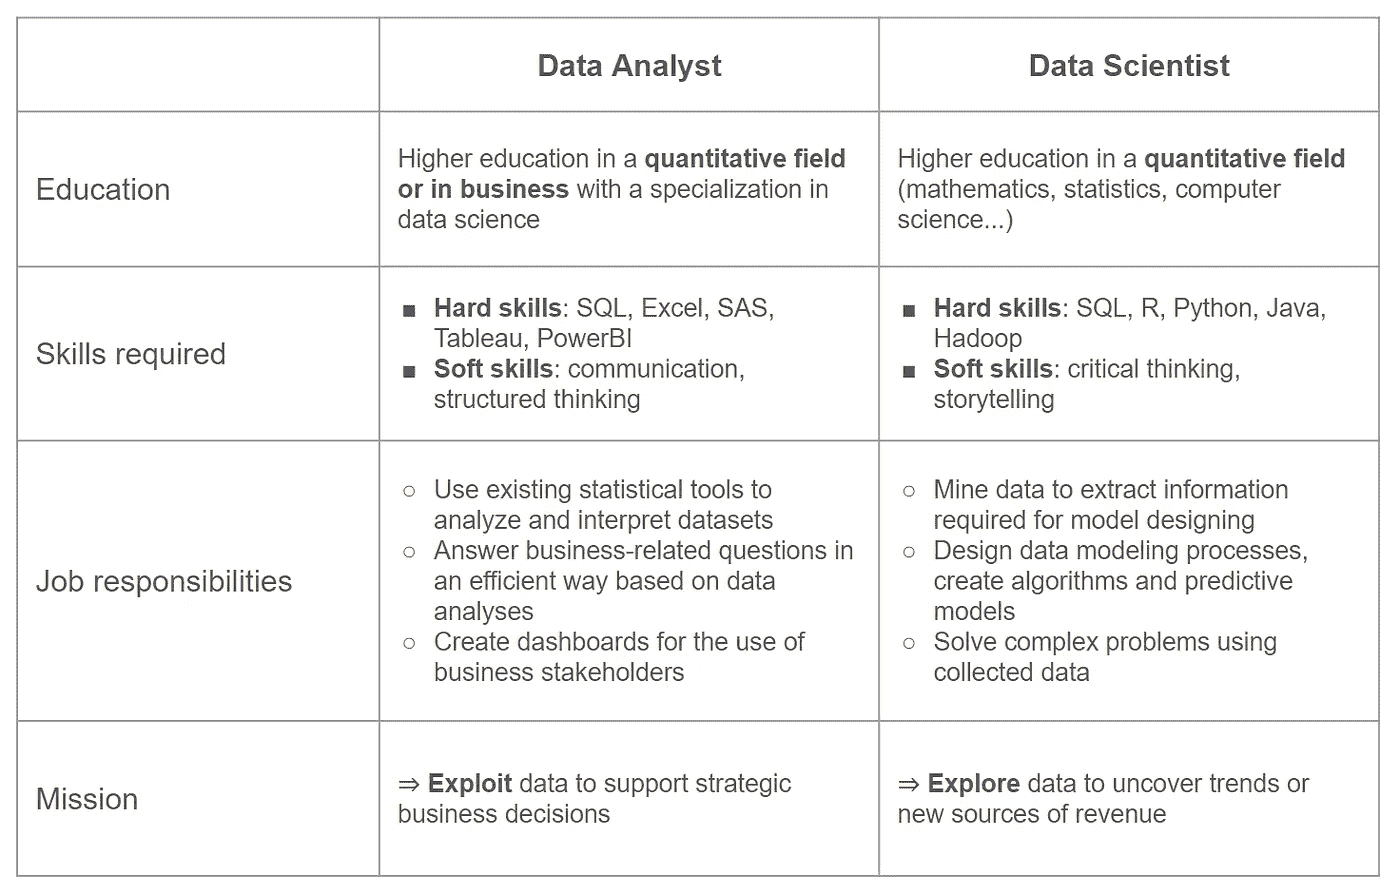 Data Analyst
Data Scientist
Education
Higher education in a quantitative field
or in business with a specialization in
data science
Higher education in a quantitative field
(mathematics, statistics, computer
science...)
Skills required
■ Hard skills: SQL, Excel, SAS,
Tableau, PowerBI
■ Soft skills: communication,
structured thinking
■ Hard skills: SQL, R, Python, Java,
Hadoop
■ Soft skills: critical thinking,
storytelling
Job responsibilities
○ Use existing statistical tools to
analyze and interpret datasets
○ Answer business-related questions in
an efficient way based on data
analyses
○ Create dashboards for the use of
business stakeholders
○ Mine data to extract information
required for model designing
○ Design data modeling processes,
create algorithms and predictive
models
○ Solve complex problems using
collected data
Mission
⇒ Exploit data to support strategic
business decisions
⇒ Explore data to uncover trends or
new sources of revenue